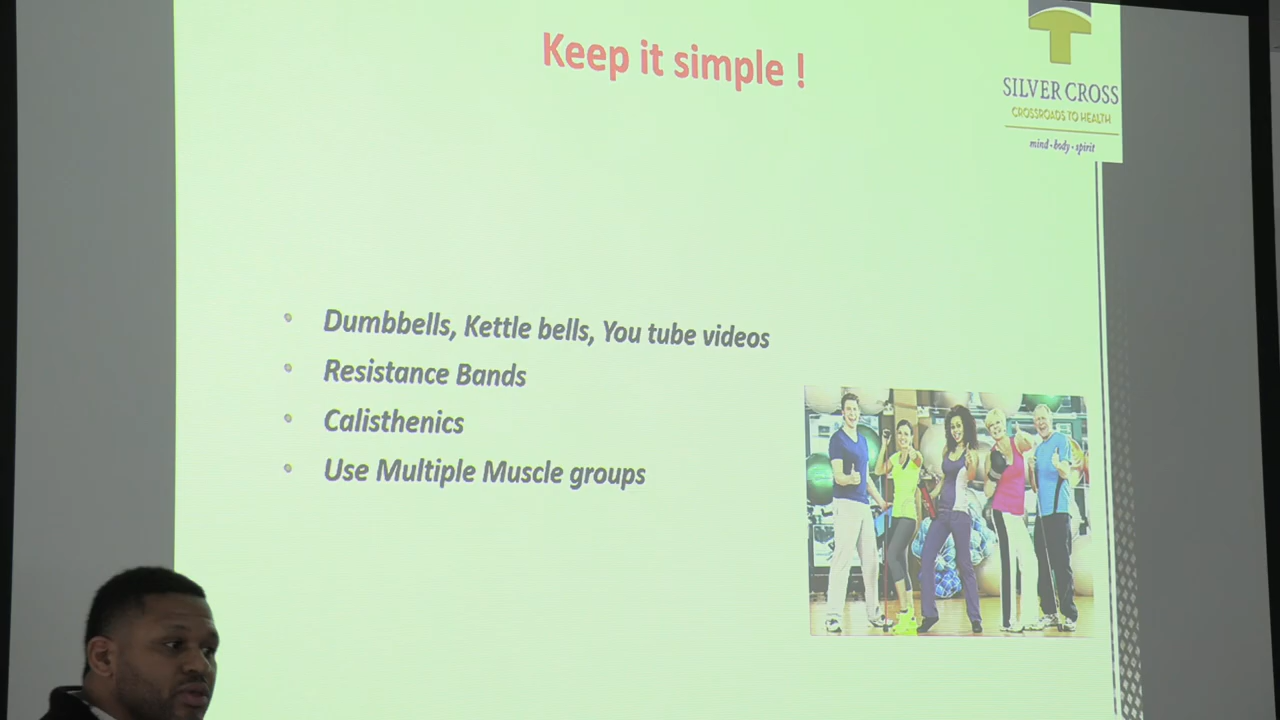 Keep it simple !
SILVER CROSS
CROSSROADS TO HEALTH
mind • body • spirit
• Dumbbells, Kettle bells, You tube videos
• Resistance Bands
• Calisthenics
• Use Multiple Muscle groups